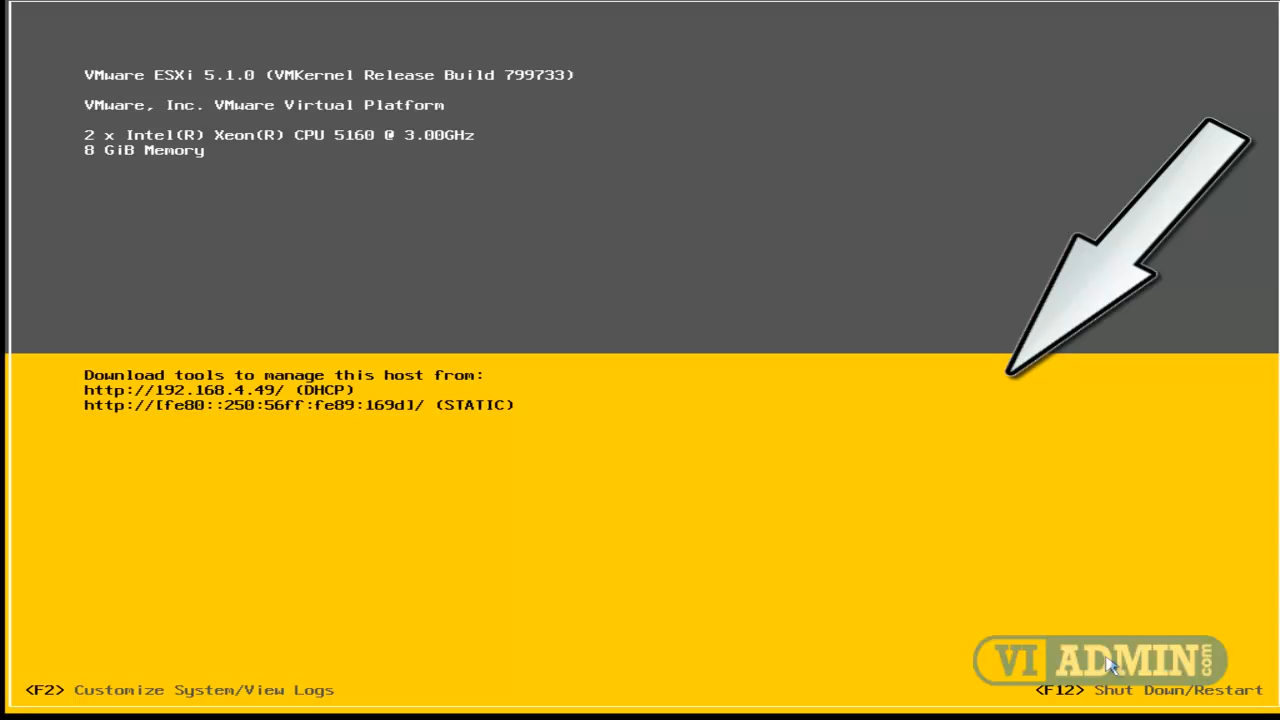 VMware ESXi 5.1.0 (VMKernel Release Build 799733)
VMware, Inc. VMware Virtual Platform
2 x Intel(R) Xeon(R) CPU 5160 @ 3.00GHz
8 GiB Memory
Download tools to manage this host from:
http://192.168.4.49/ (DHCP)
http://[fe80::250:56ff:fe89:169d]/ (STATIC)
VI ADMIN com
<F2> Customize System/View Logs
<F12> Shut Down/Restart